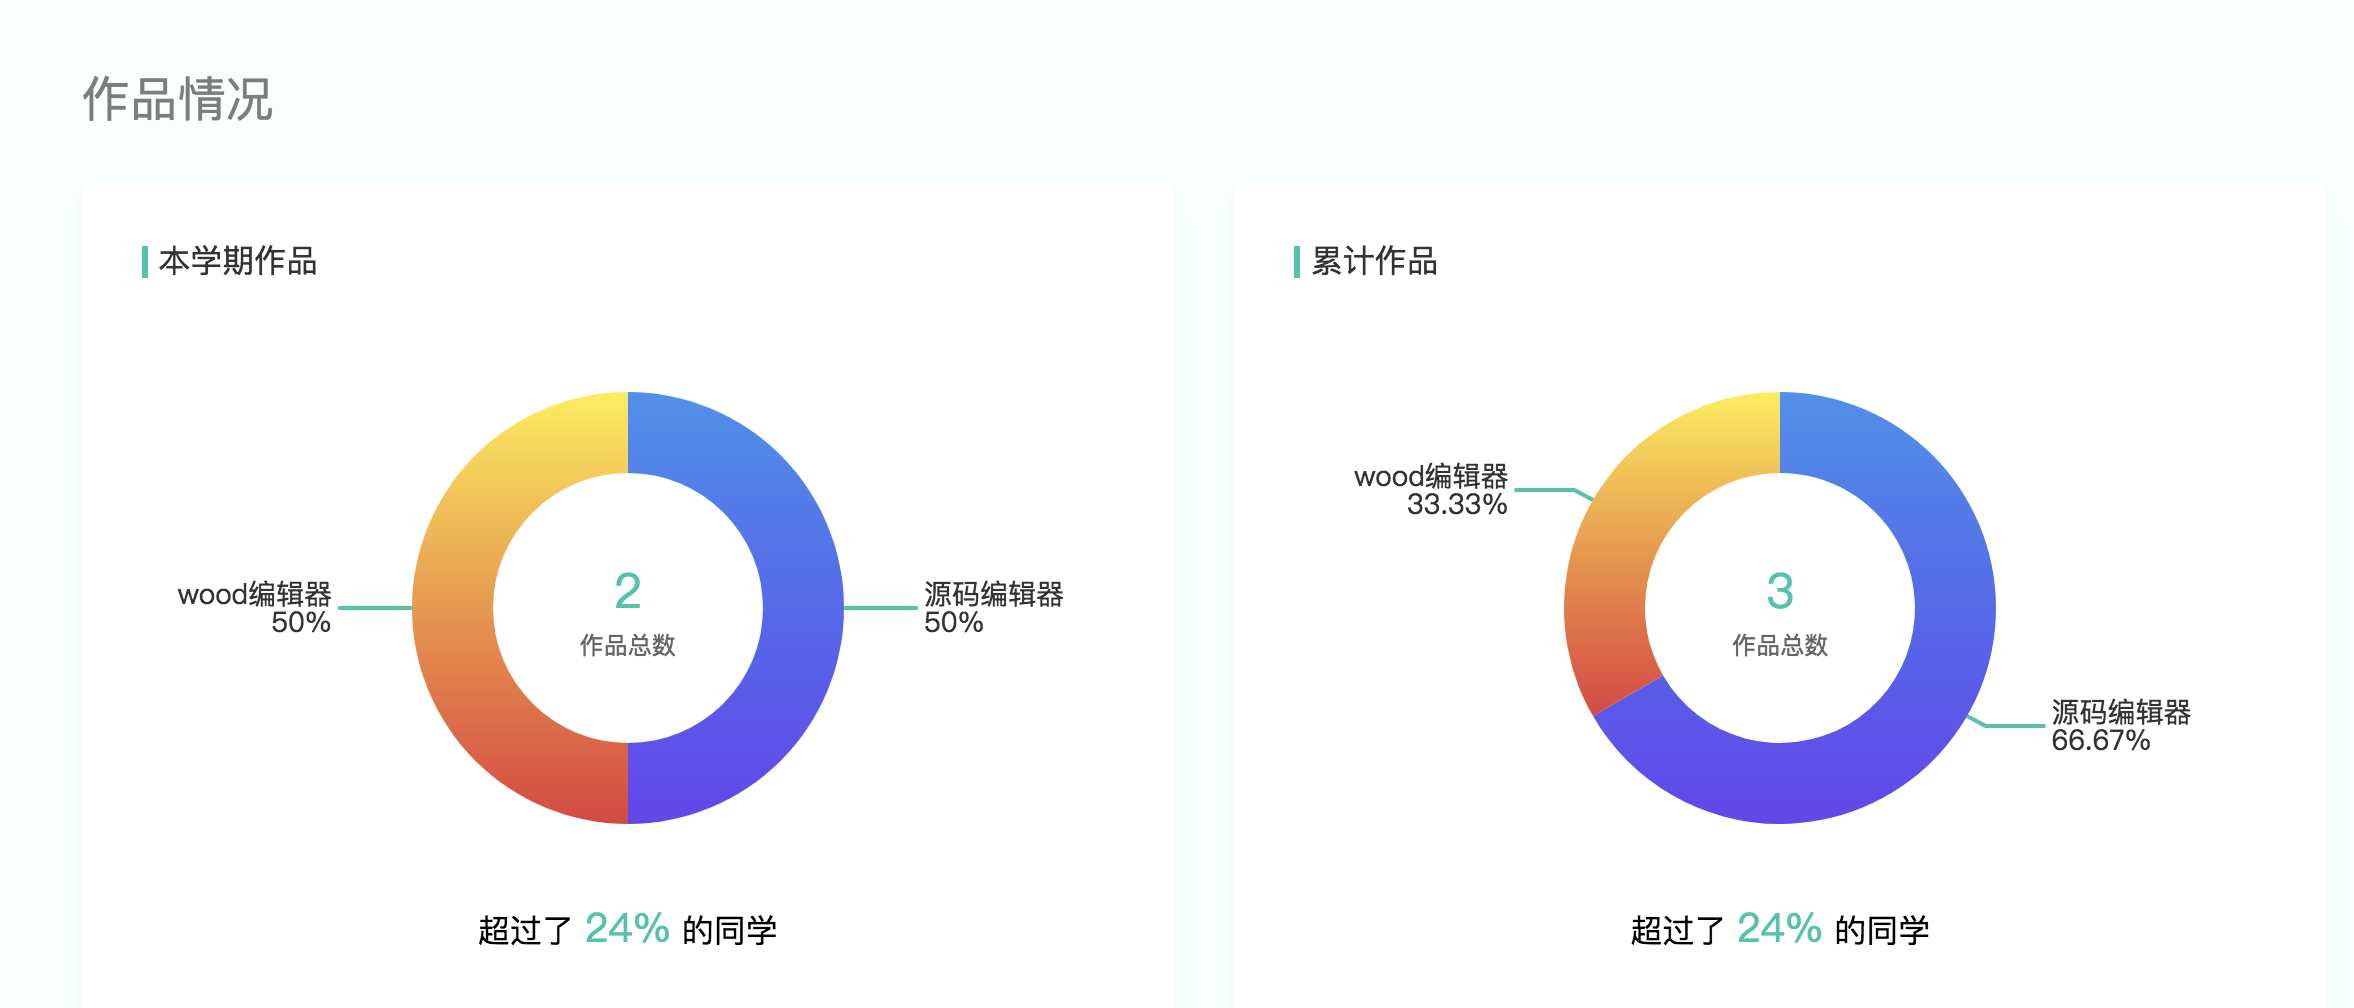 作品情况
本学期作品
wood编辑器
50%
2
作品总数
源码编辑器
50%
超过了 24% 的同学
累计作品
wood编辑器
33.33%
3
作品总数
源码编辑器
66.67%
超过了 24% 的同学